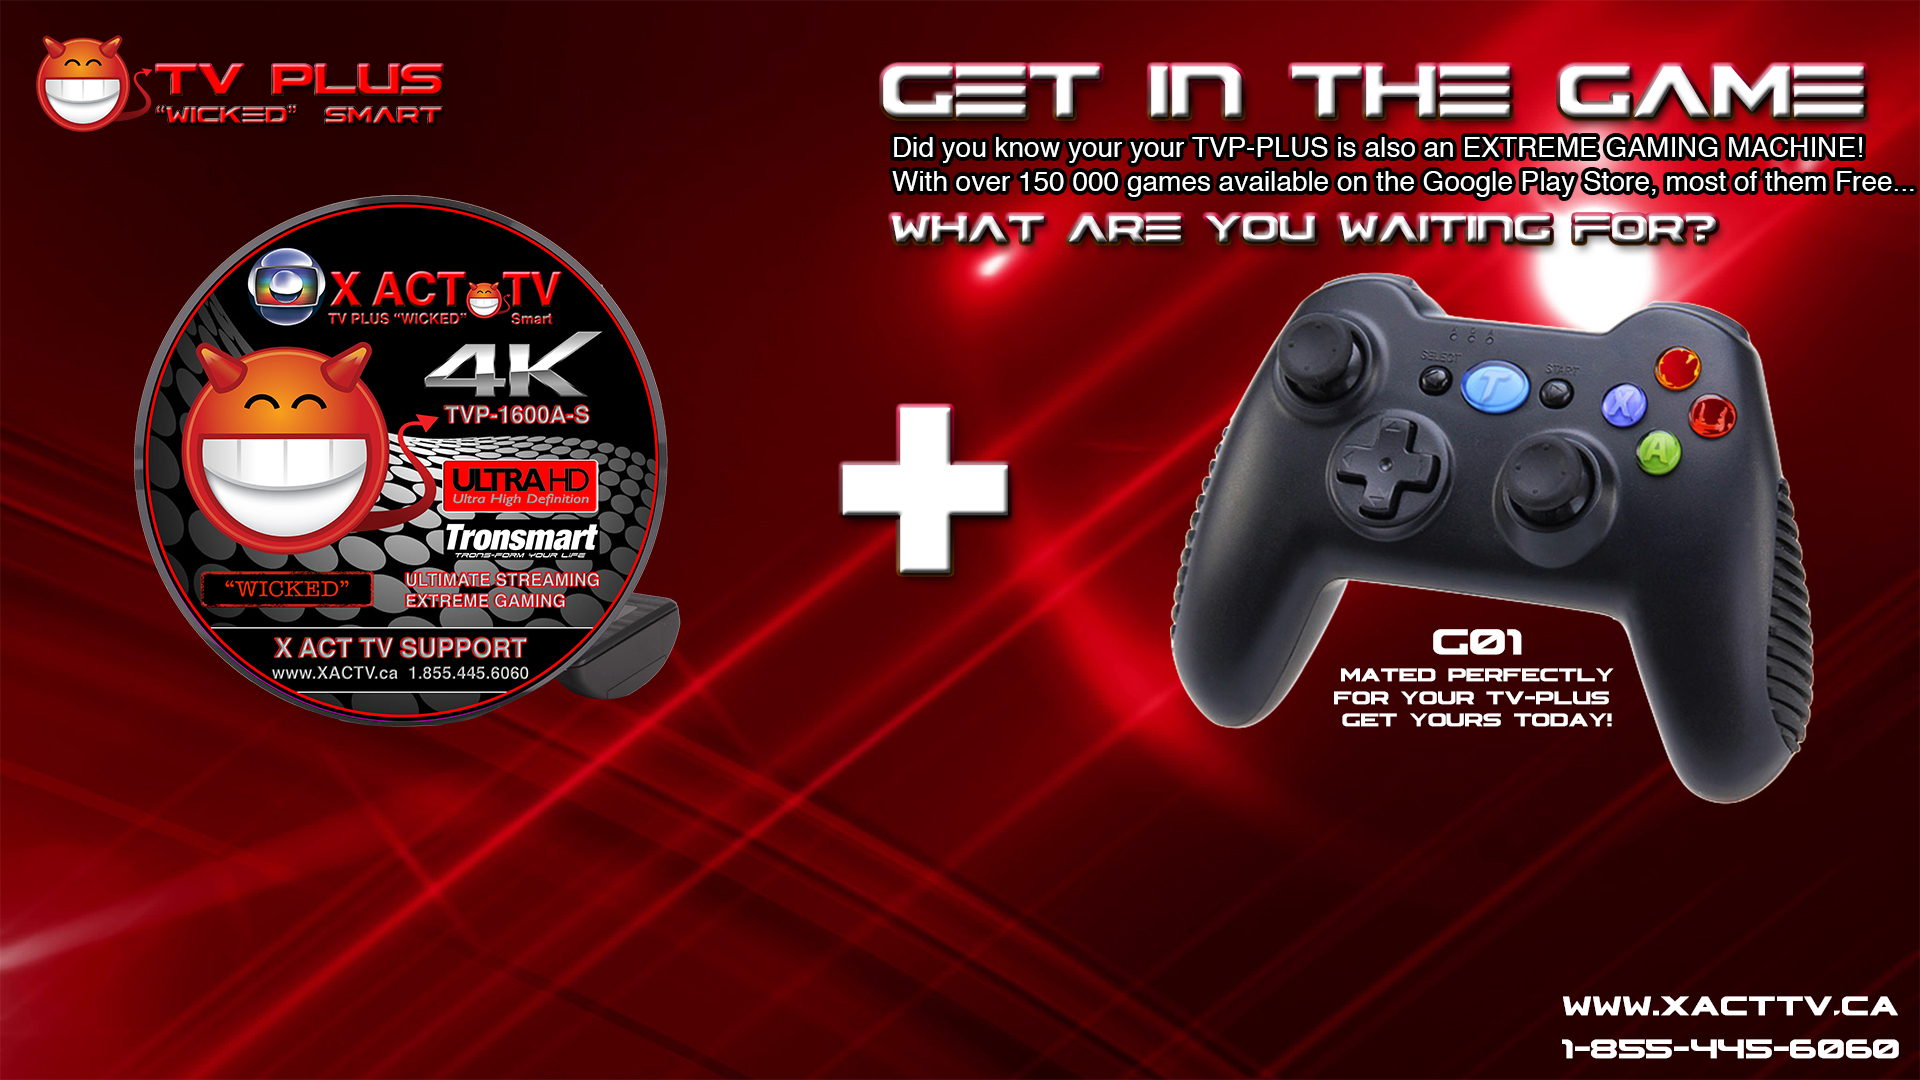 TV PLUS
"WICKED" SMART
GET IN THE GAME
Did you know your your TVP-PLUS is also an EXTREME GAMING MACHINE!
With over 150 000 games available on the Google Play Store, most of them Free...
WHAT ARE YOU WAITING FOR?
X ACT TV
TV PLUS "WICKED" Smart
4K
TVP-1600A-S
ULTRA HD
Ultra High Definition
Tronsmart
TRONS-FORM YOUR LIFE
"WICKED"
ULTIMATE STREAMING
EXTREME GAMING
X ACT TV SUPPORT
www.XACTV.ca 1.855.445.6060
SELECT
START
T
X
A
G01
MATED PERFECTLY
FOR YOUR TV-PLUS
GET YOURS TODAY!
WWW.XACTTV.CA
1-855-445-6060